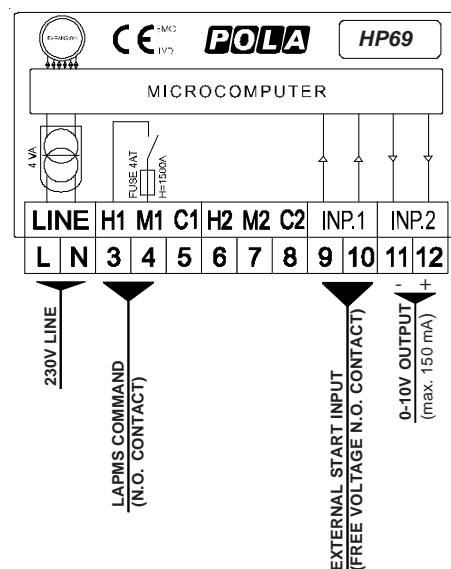 EXPANSION
CE EMC
LVD
POLA
HP69
MICROCOMPUTER
4 VA
FUSE 4AT
H=1500A
LINE H1 M1 C1 H2 M2 C2 INP.1 INP.2
L N 3 4 5 6 7 8 9 10 11 12
- +
230V LINE
LAPMS COMMAND
(N.O. CONTACT)
EXTERNAL START INPUT
(FREE VOLTAGE N.O. CONTACT)
0-10V OUTPUT
(max. 150 mA)